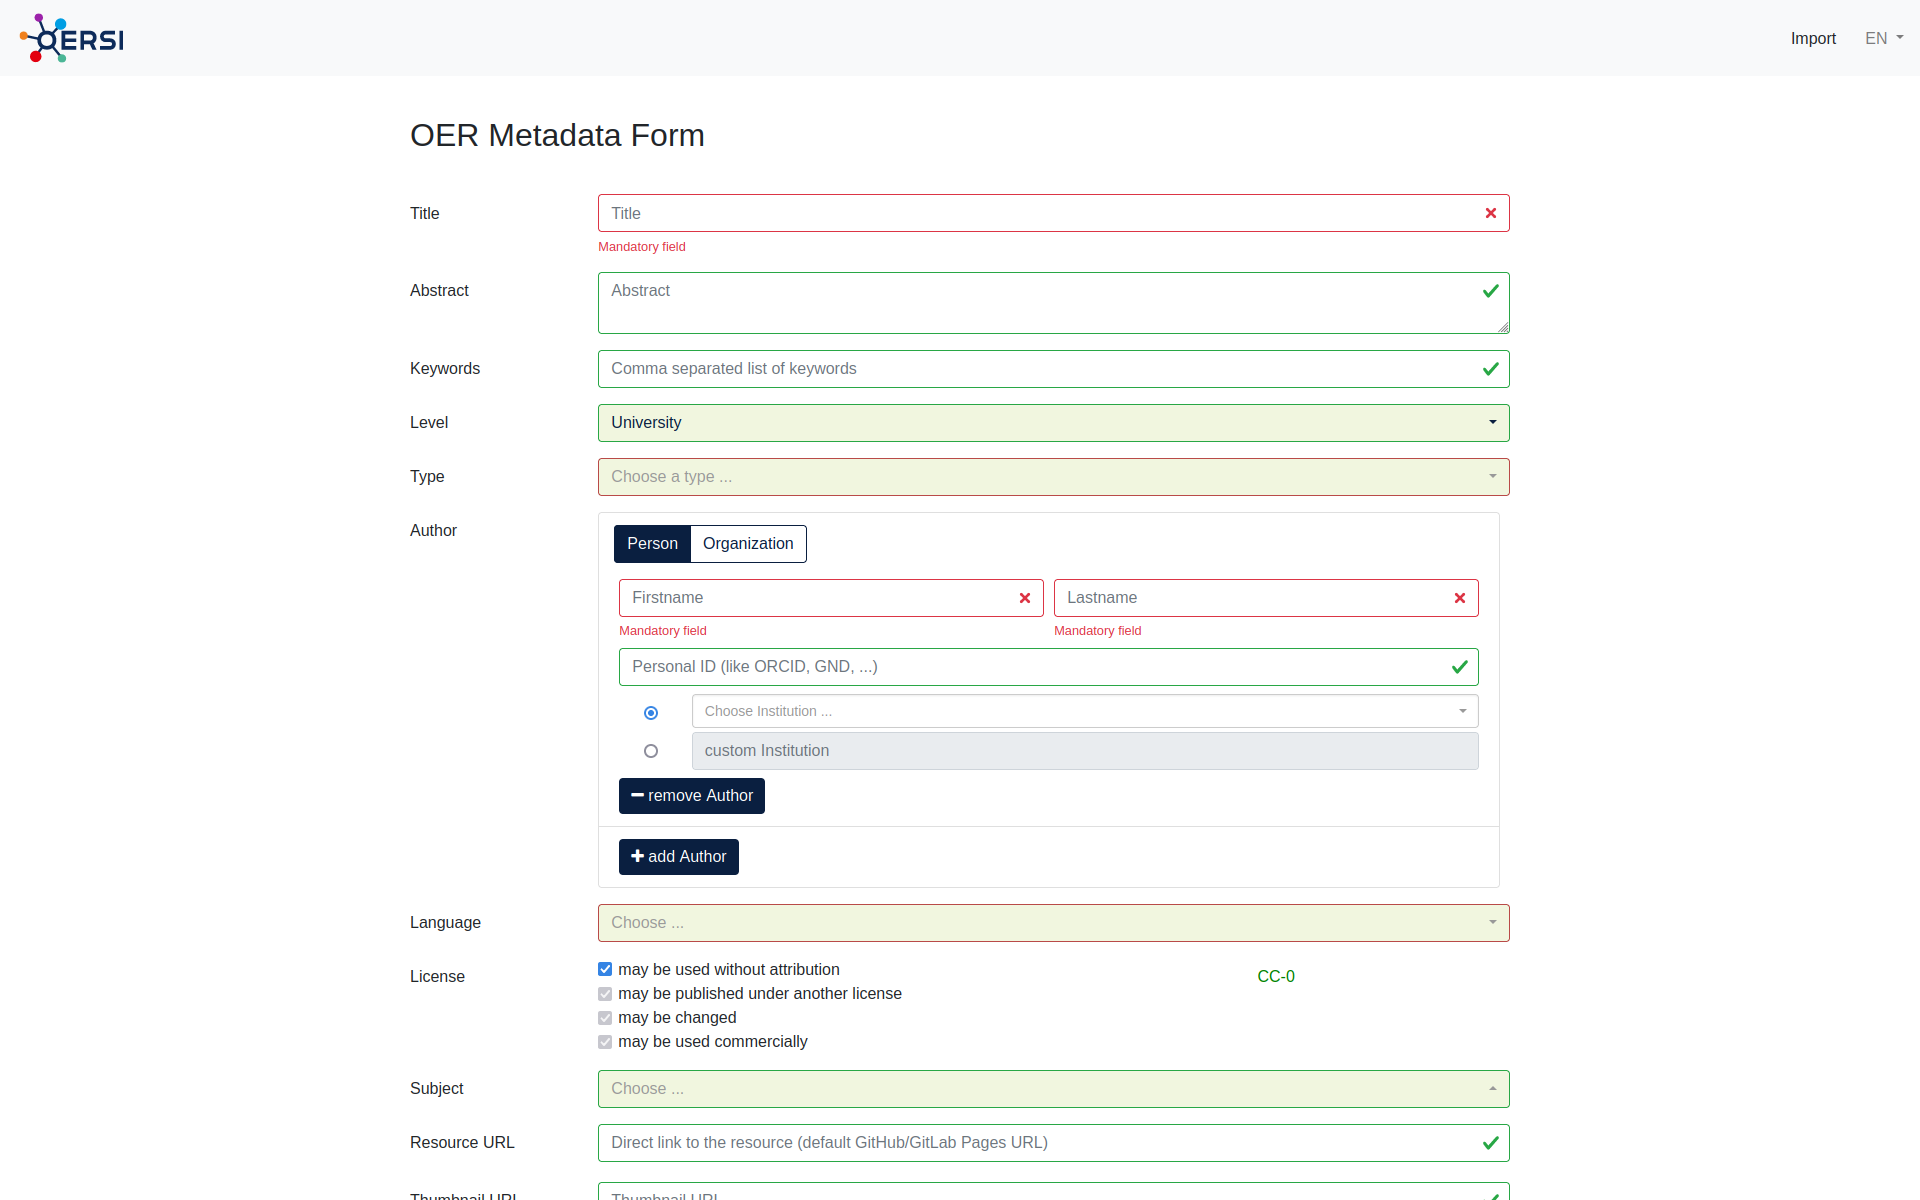 OERSI
Import
EN
OER Metadata Form
Title
Title
Mandatory field
Abstract
Abstract
Keywords
Comma separated list of keywords
Level
University
Type
Choose a type ...
Author
Person
Organization
Firstname
Lastname
Mandatory field
Mandatory field
Personal ID (like ORCID, GND, ...)
Choose Institution ...
custom Institution
remove Author
add Author
Language
Choose ...
License
may be used without attribution
CC-0
may be published under another license
may be changed
may be used commercially
Subject
Choose ...
Resource URL
Direct link to the resource (default GitHub/GitLab Pages URL)
Thumbnail URL
Thumbnail URL